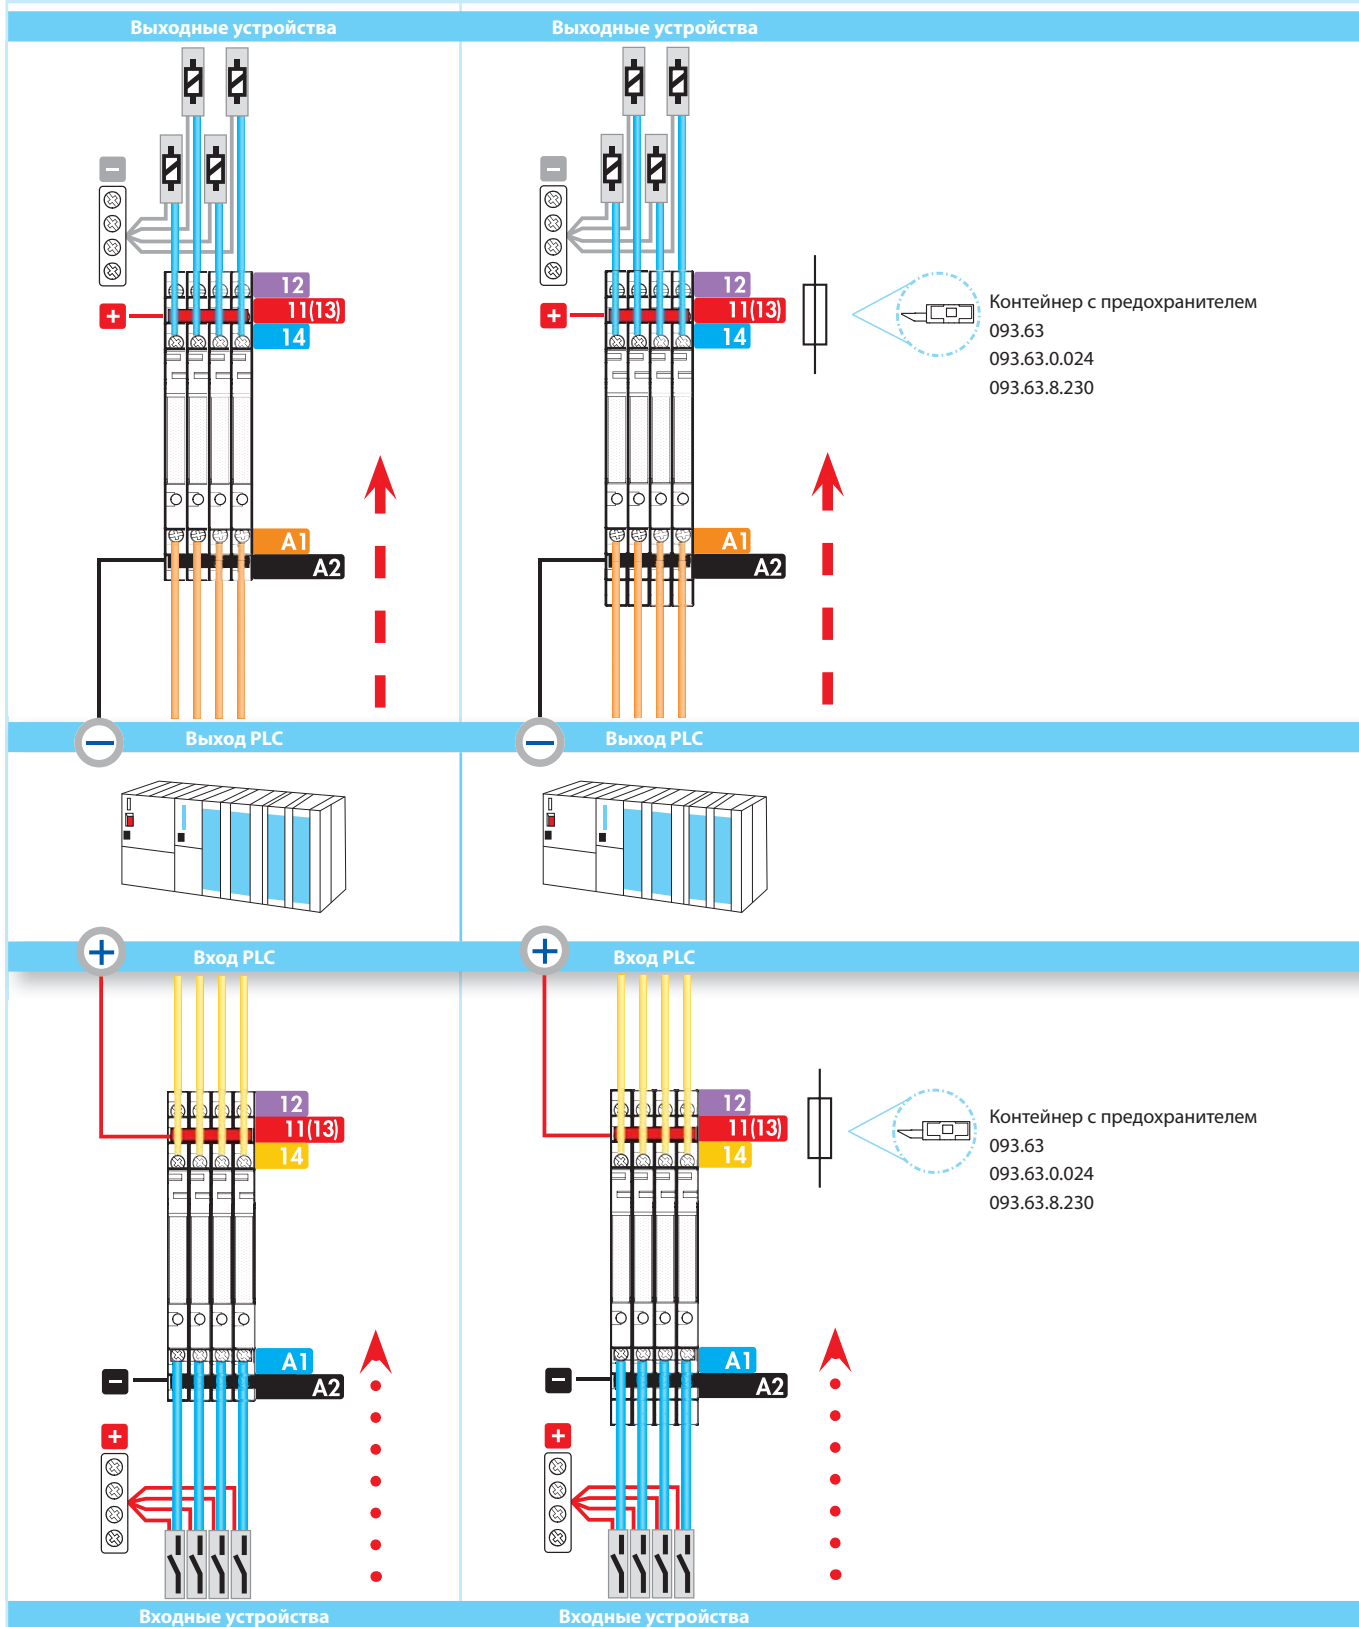 Выходные устройства
Выходные устройства
−
−
12
12
+
11(13)
+
11(13)
14
14
Контейнер с предохранителем
093.63
093.63.0.024
093.63.8.230
A1
A1
A2
A2
−
Выход PLC
−
Выход PLC
+
Вход PLC
+
Вход PLC
12
12
11(13)
11(13)
14
14
Контейнер с предохранителем
093.63
093.63.0.024
093.63.8.230
A1
A1
−
A2
−
A2
+
+
Входные устройства
Входные устройства